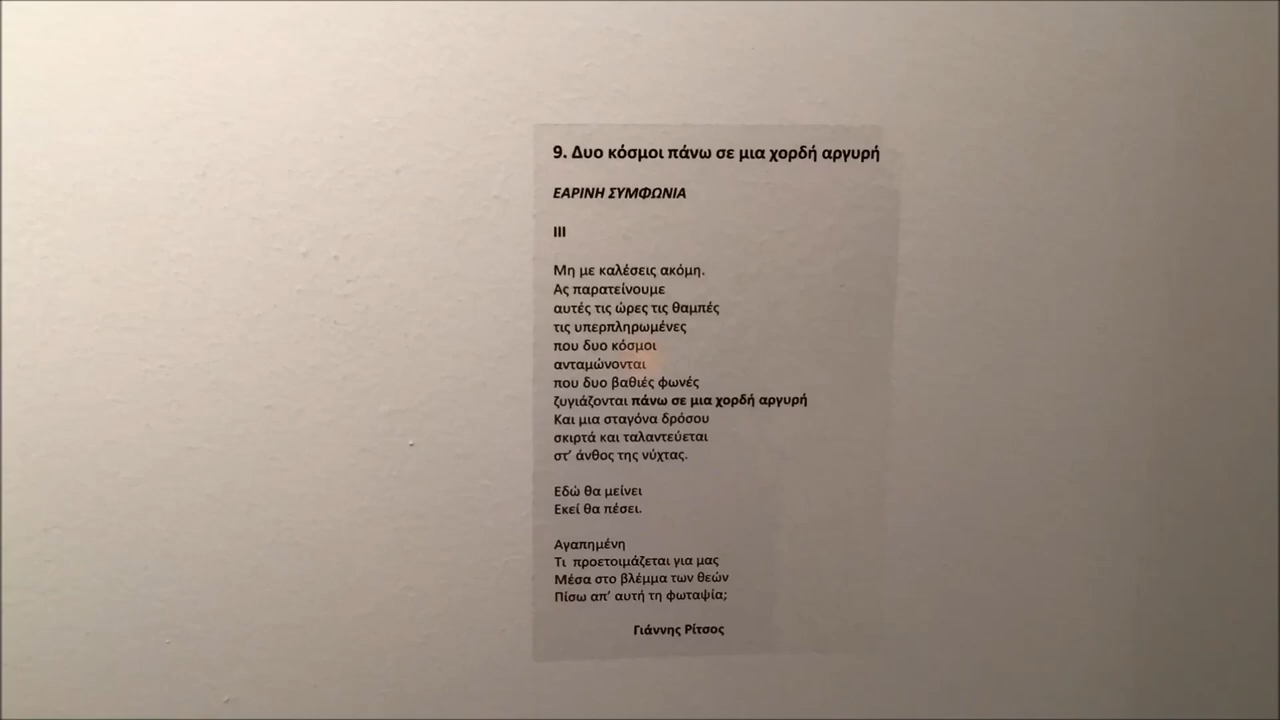 9. Δυο κόσμοι πάνω σε μια χορδή αργυρή
ΕΑΡΙΝΗ ΣΥΜΦΩΝΙΑ
ΙΙΙ
Μη με καλέσεις ακόμη.
Ας παρατείνουμε
αυτές τις ώρες τις θαμπές
τις υπερπληρωμένες
που δυο κόσμοι
ανταμώνονται
που δυο βαθιές φωνές
ζυγιάζονται πάνω σε μια χορδή αργυρή
Και μια σταγόνα δρόσου
σκιρτά και ταλαντεύεται
στ’ άνθος της νύχτας.
Εδώ θα μείνει
Εκεί θα πέσει.
Αγαπημένη
Τι προετοιμάζεται για μας
Μέσα στο βλέμμα των θεών
Πίσω απ’ αυτή τη φωταψία;
Γιάννης Ρίτσος